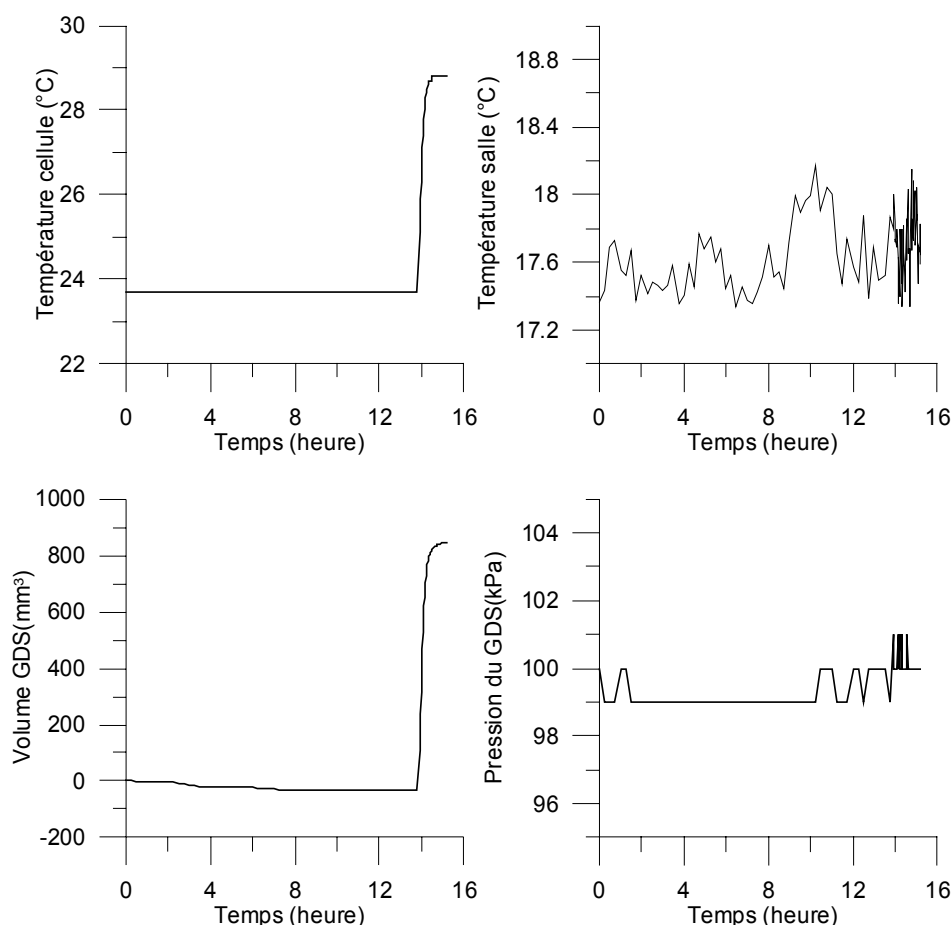 30
28
26
24
22
Température cellule (°C)
0 4 8 12 16
Temps (heure)
18.8
18.4
18
17.6
17.2
Température salle (°C)
0 4 8 12 16
Temps (heure)
1000
800
600
400
200
0
-200
Volume GDS(mm³)
0 4 8 12 16
Temps (heure)
104
102
100
98
96
Pression du GDS(kPa)
0 4 8 12 16
Temps (heure)